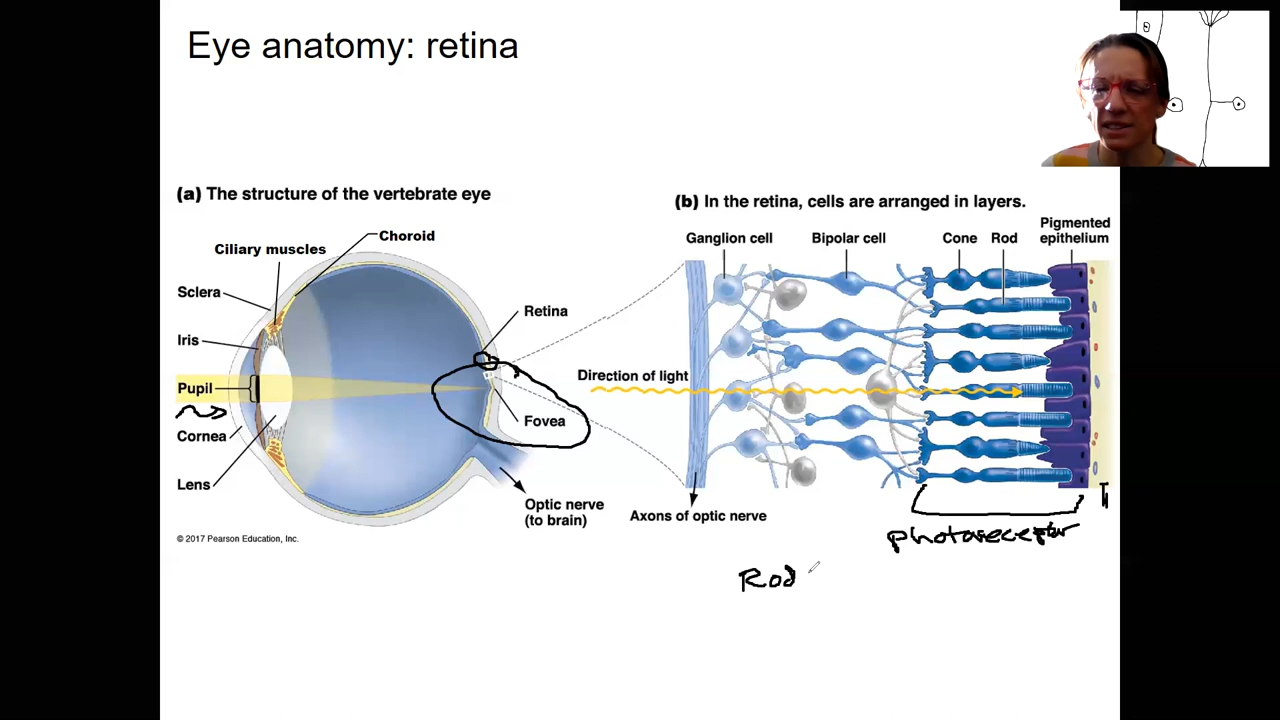 Eye anatomy: retina
(a) The structure of the vertebrate eye
Choroid
Ciliary muscles
Sclera
Iris
Pupil
Cornea
Lens
Retina
Fovea
Optic nerve
(to brain)
© 2017 Pearson Education, Inc.
(b) In the retina, cells are arranged in layers.
Ganglion cell
Bipolar cell
Cone
Rod
Pigmented
epithelium
Direction of light
Axons of optic nerve
photoreceptor
Rod